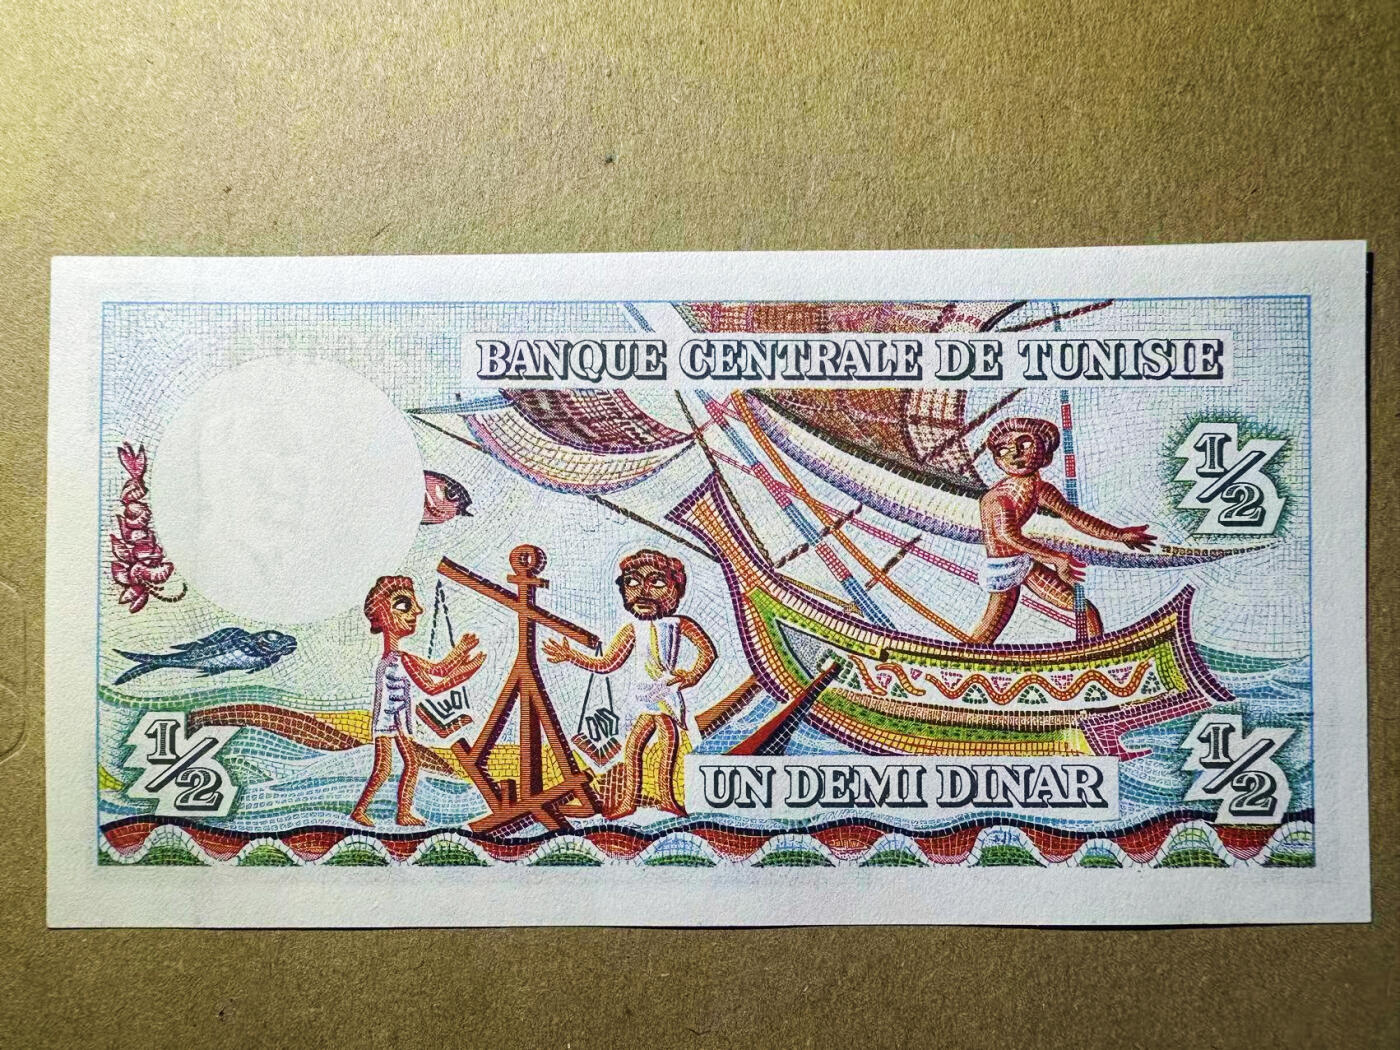 BANQUE CENTRALE DE TUNISIE
1/2
1/2
1/2
UN DEMI DINAR